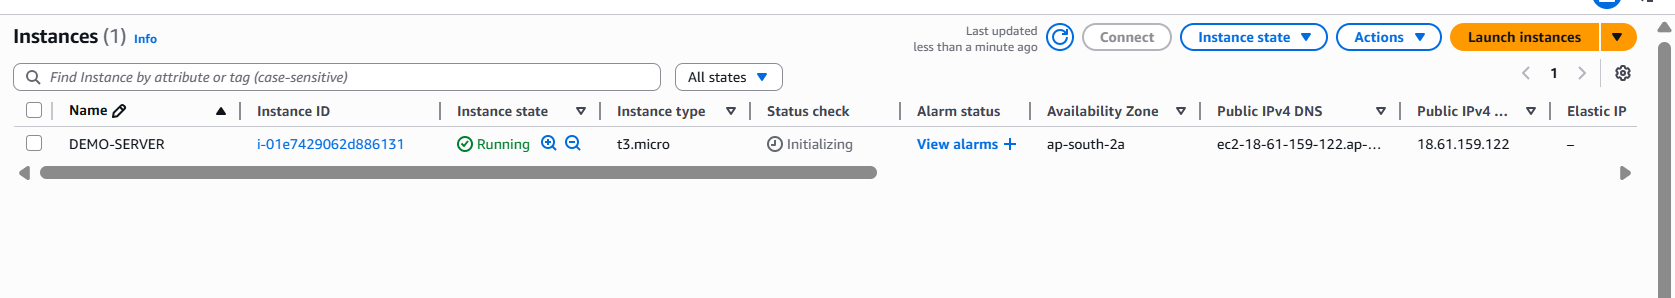 Instances (1) Info
Last updated
less than a minute ago
Connect
Instance state
Actions
Launch instances
Find Instance by attribute or tag (case-sensitive)
All states
1
Name Instance ID Instance state Instance type Status check Alarm status Availability Zone Public IPv4 DNS Public IPv4 ... Elastic IP
DEMO-SERVER i-01e7429062d886131 Running t3.micro Initializing View alarms + ap-south-2a ec2-18-61-159-122.ap-... 18.61.159.122 –